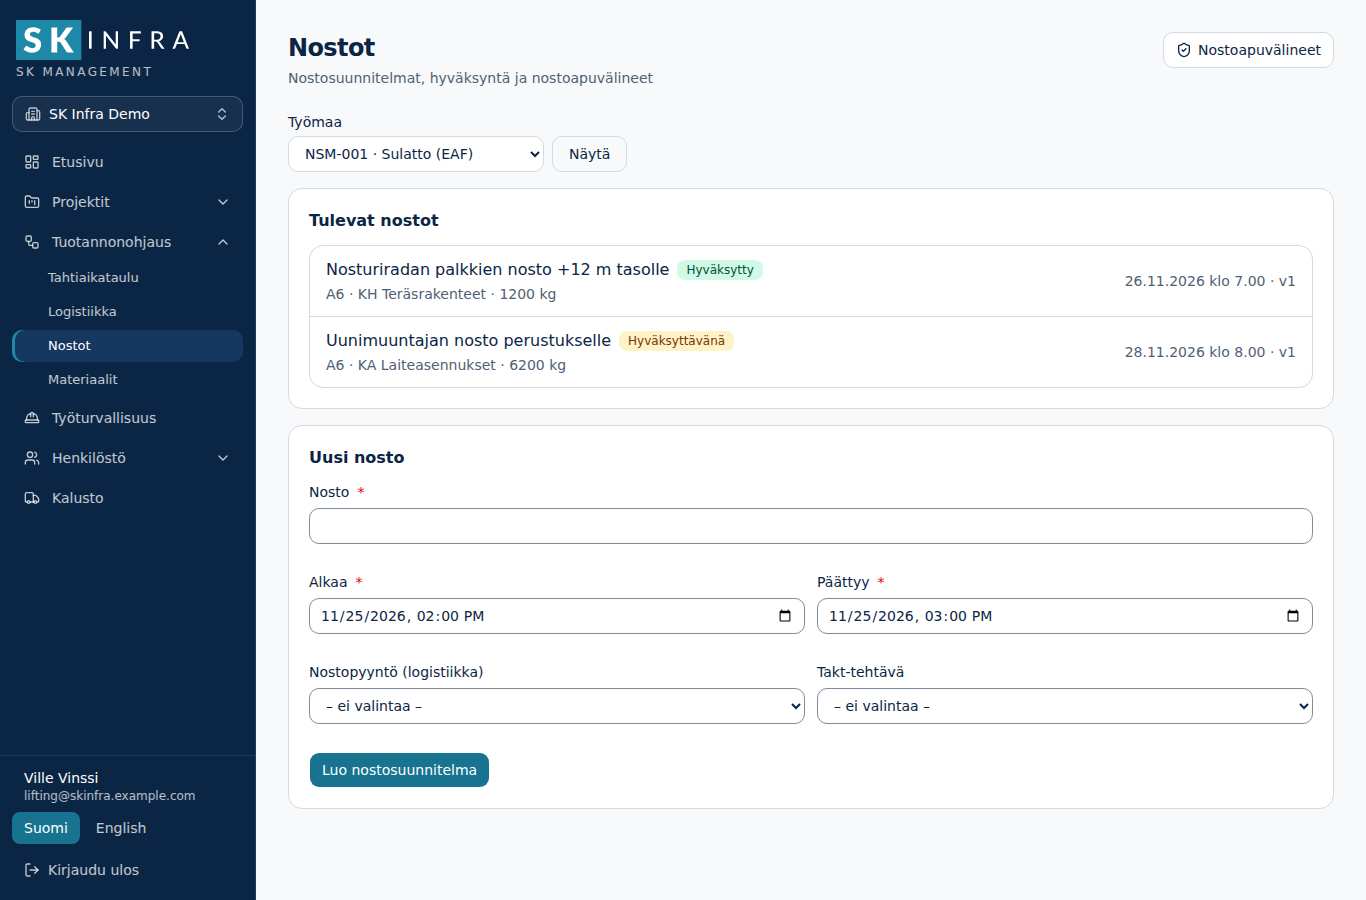 SK INFRA
SK MANAGEMENT
SK Infra Demo
Etusivu
Projektit
Tuotannonohjaus
Tahtiaikataulu
Logistiikka
Nostot
Materiaalit
Työturvallisuus
Henkilöstö
Kalusto
Ville Vinssi
lifting@skinfra.example.com
Suomi English
Kirjaudu ulos
Nostot
Nostosuunnitelmat, hyväksyntä ja nostoapuvälineet
Nostoapuvälineet
Työmaa
NSM-001 · Sulatto (EAF) Näytä
Tulevat nostot
Nosturiradan palkkien nosto +12 m tasolle Hyväksytty
A6 · KH Teräsrakenteet · 1200 kg
26.11.2026 klo 7.00 · v1
Uunimuuntajan nosto perustukselle Hyväksyttävänä
A6 · KA Laiteasennukset · 6200 kg
28.11.2026 klo 8.00 · v1
Uusi nosto
Nosto *
Alkaa * Päättyy *
11/25/2026, 02:00 PM 11/25/2026, 03:00 PM
Nostopyyntö (logistiikka) Takt-tehtävä
– ei valintaa – – ei valintaa –
Luo nostosuunnitelma